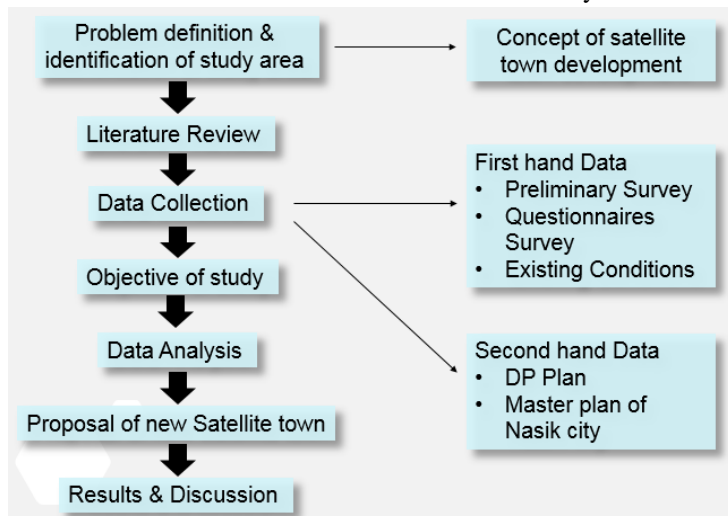 Problem definition &
identification of study area
Concept of satellite
town development
Literature Review
Data Collection
First hand Data
• Preliminary Survey
• Questionnaires
Survey
• Existing Conditions
Objective of study
Data Analysis
Second hand Data
• DP Plan
• Master plan of
Nasik city
Proposal of new Satellite town
Results & Discussion